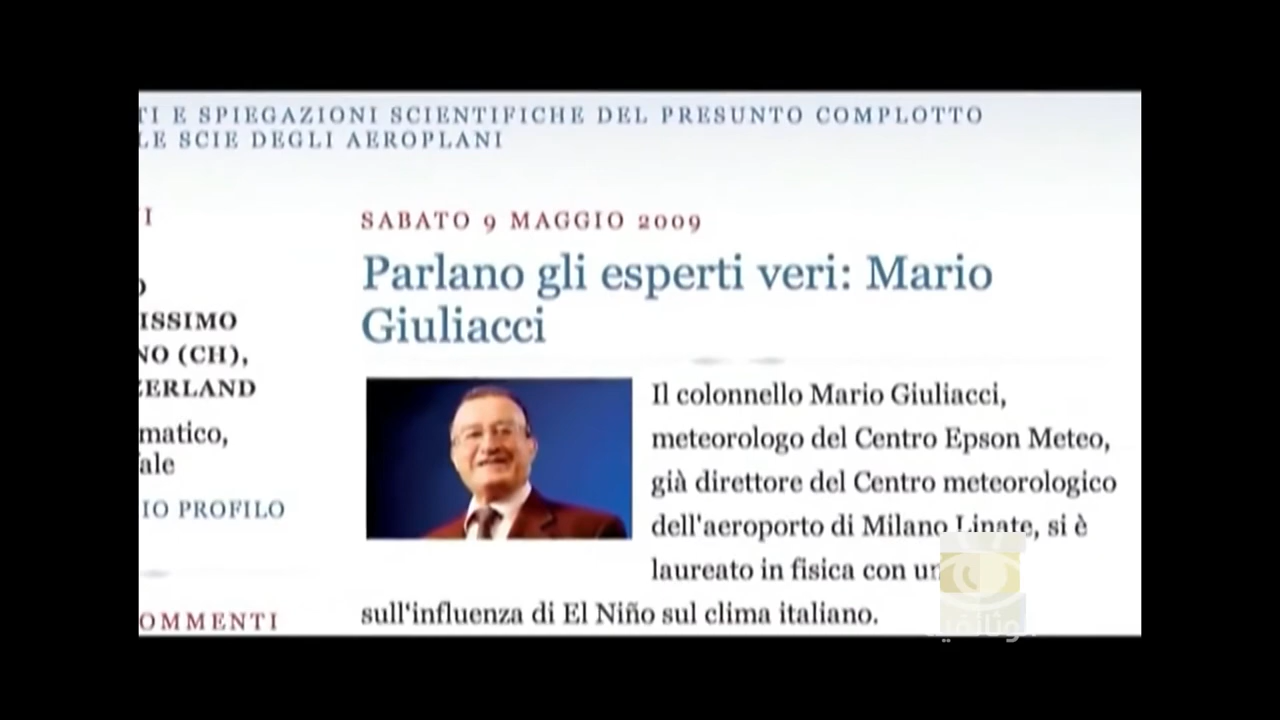 TI E SPIEGAZIONI SCIENTIFICHE DEL PRESUNTO COMPLOTTO
LE SCIE DEGLI AEROPLANI
I
SABATO 9 MAGGIO 2009
Parlano gli esperti veri: Mario
Giuliacci
O
ISSIMO
NO (CH),
ZERLAND
matico,
ale
IO PROFILO
OMMENTI
Il colonnello Mario Giuliacci,
meteorologo del Centro Epson Meteo,
già direttore del Centro meteorologico
dell'aeroporto di Milano Linate, si è
laureato in fisica con un
sull'influenza di El Niño sul clima italiano.
الوثائقية